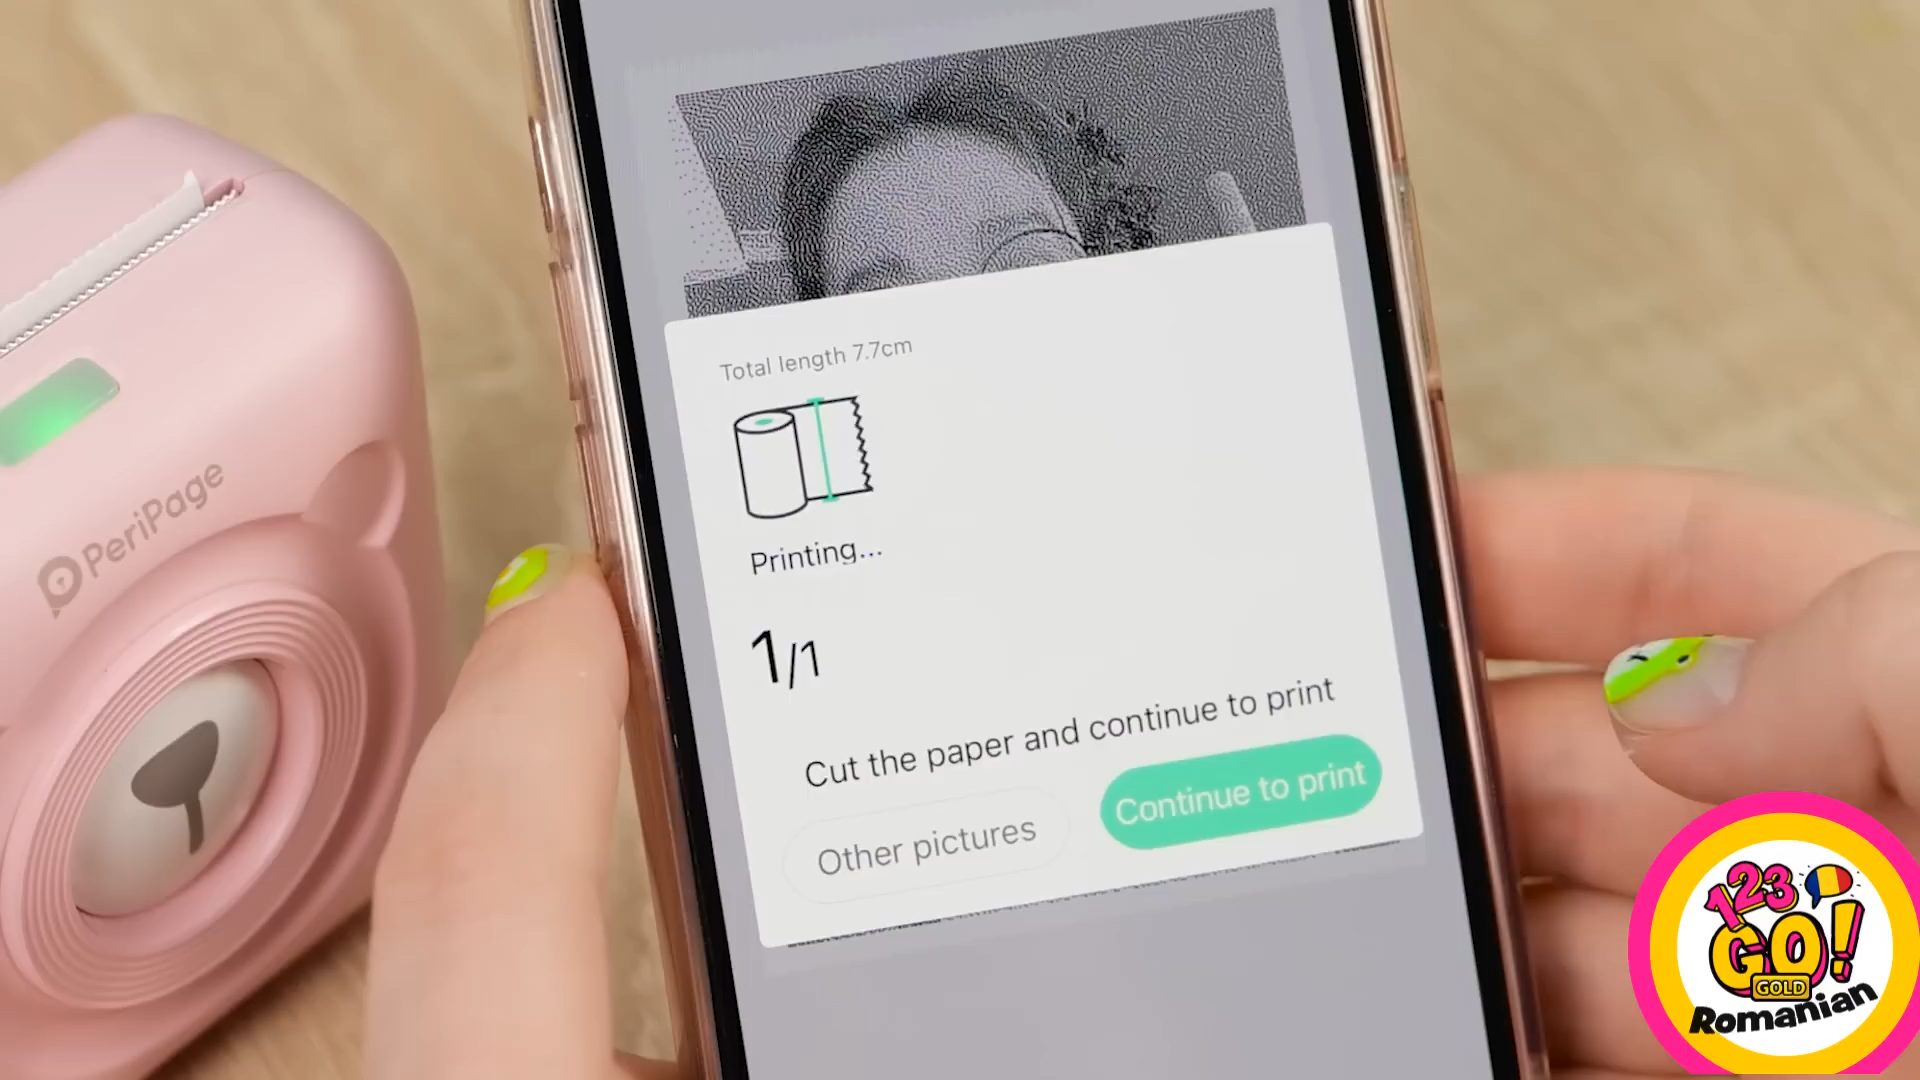 PeriPage
Total length 7.7cm
Printing...
1/1
Cut the paper and continue to print
Other pictures
Continue to print
123
GO!
GOLD
Romanian